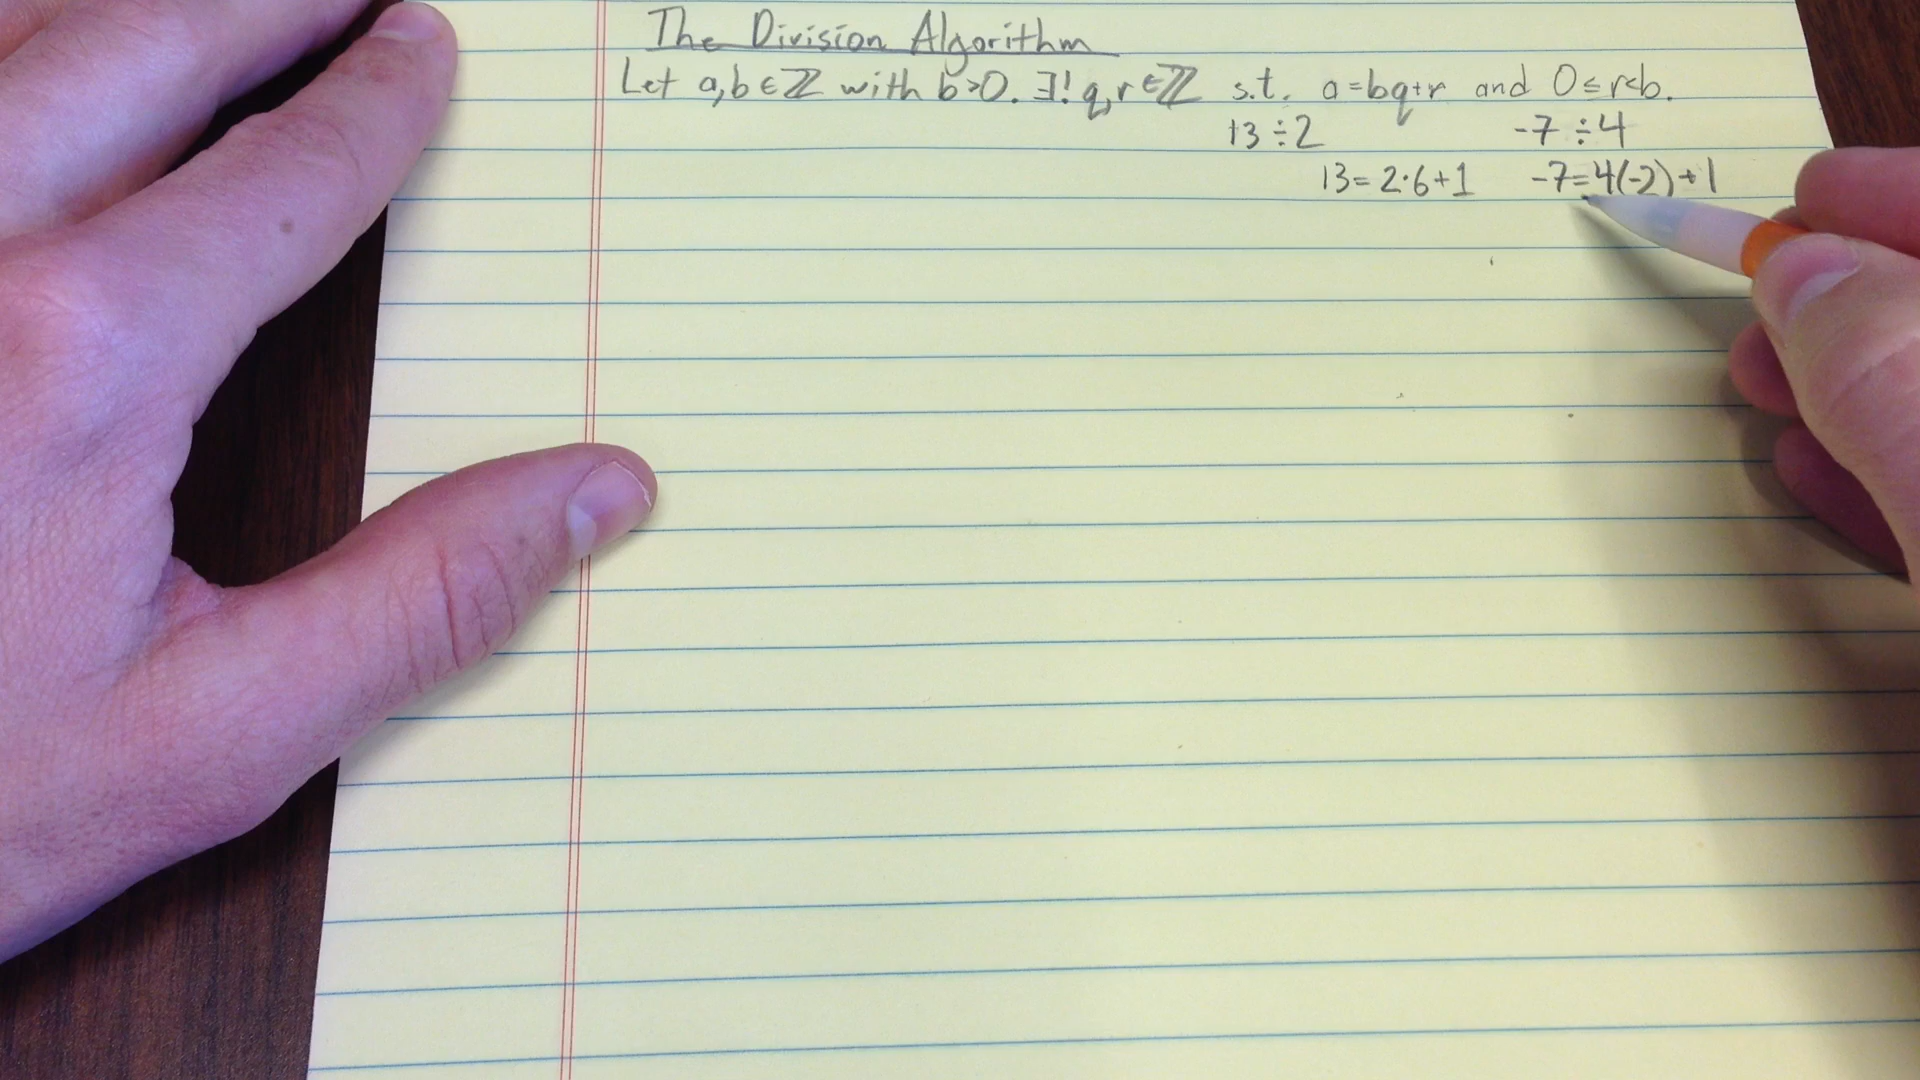 The Division Algorithm
Let a,b∈ℤ with b>0. ∃! q,r∈ℤ s.t. a=bq+r and 0≤r<b.
13÷2 -7÷4
13=2·6+1 -7=4(-2)+1